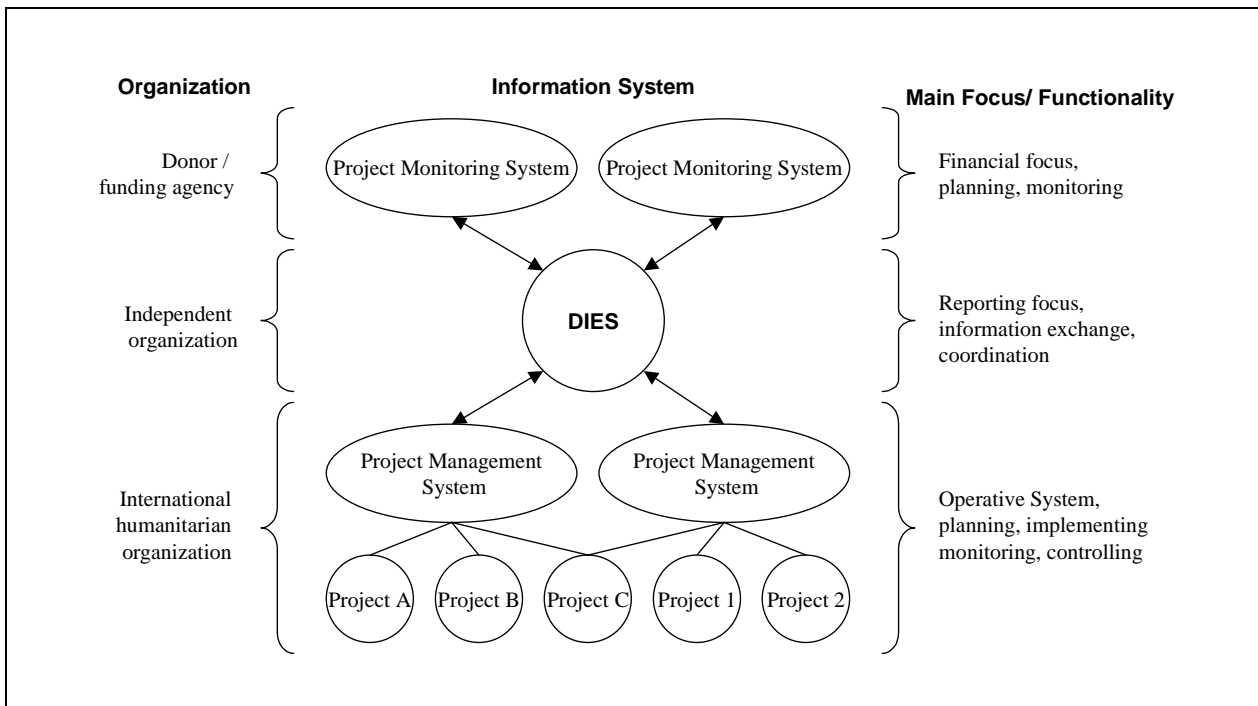 Organization
Information System
Main Focus/ Functionality
Donor /
funding agency
Project Monitoring System
Project Monitoring System
Financial focus,
planning, monitoring
Independent
organization
DIES
Reporting focus,
information exchange,
coordination
International
humanitarian
organization
Project Management
System
Project Management
System
Operative System,
planning, implementing
monitoring, controlling
Project A
Project B
Project C
Project 1
Project 2